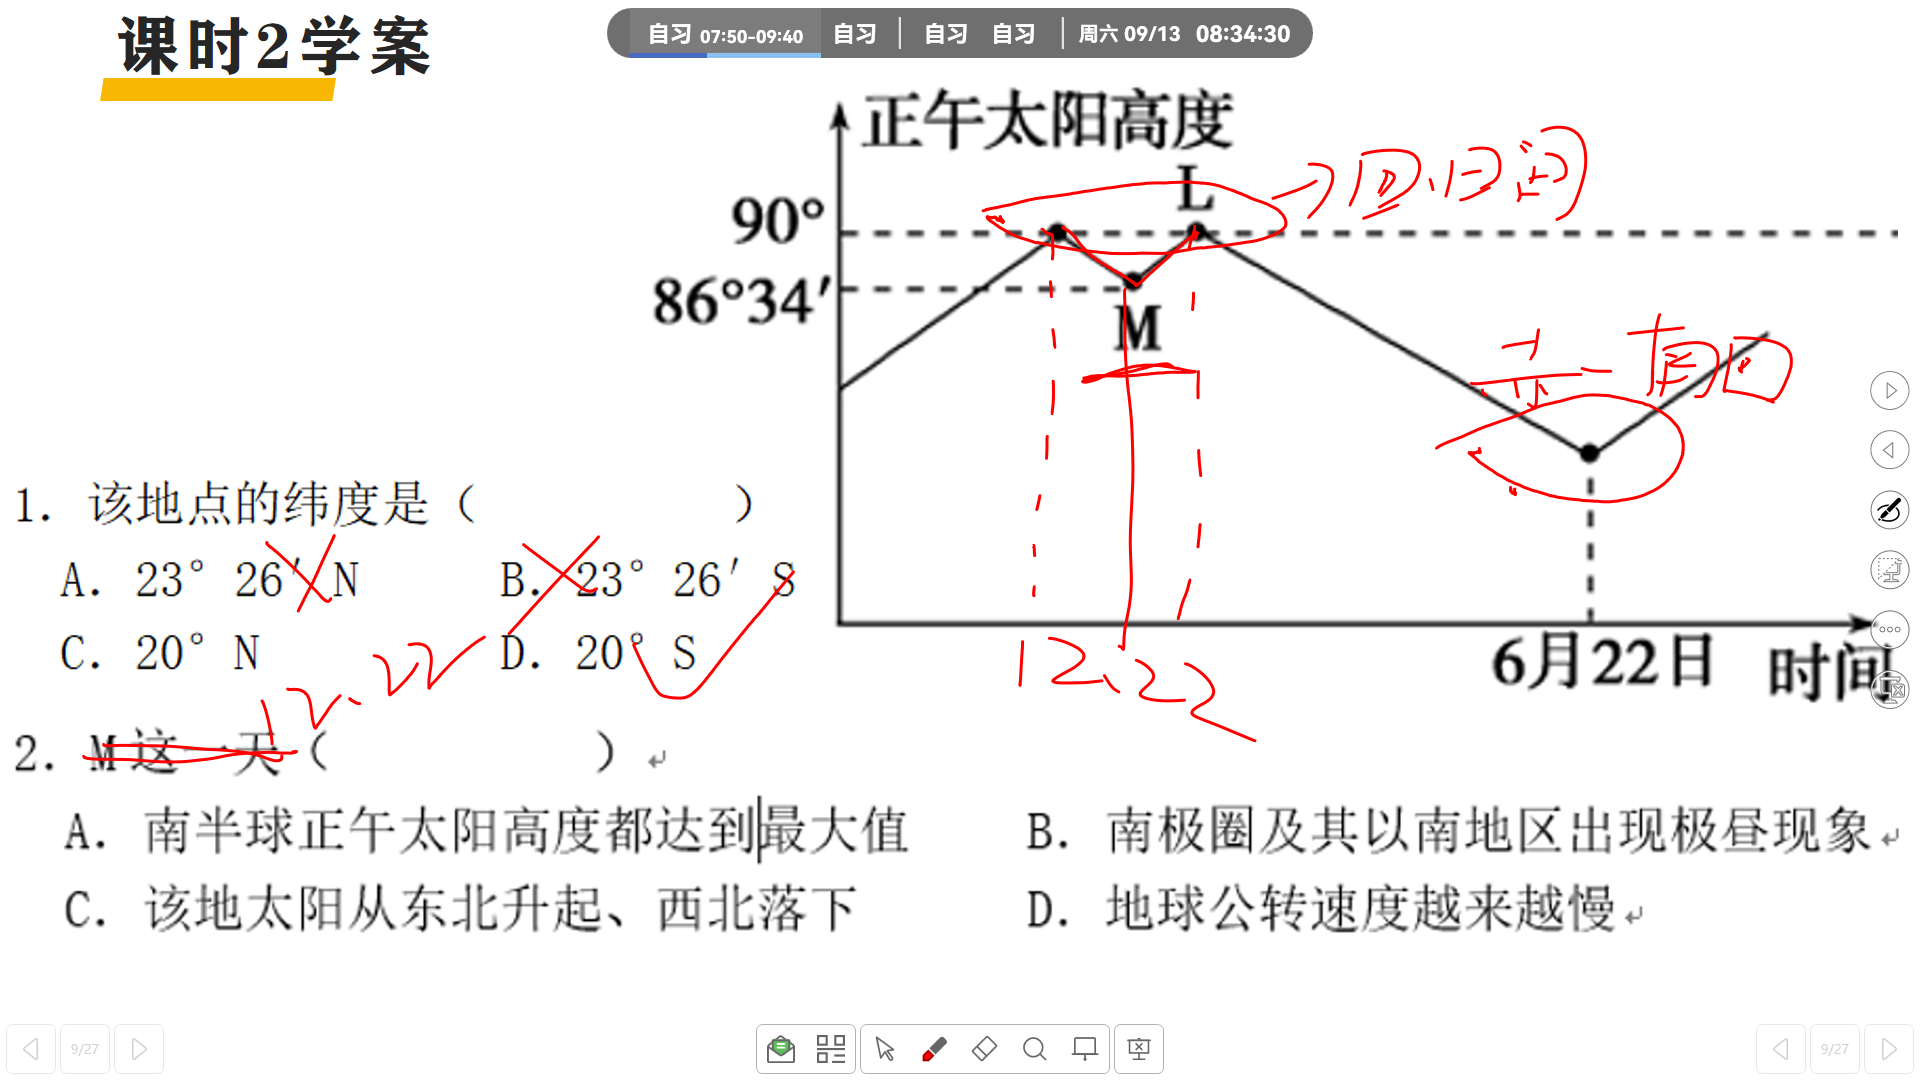 课时2学案
自习 07:50-09:40 自习 自习 自习 周六 09/13 08:34:30
正午太阳高度
L
90°
86°34′
M
南回
1. 该地点的纬度是（ ）
A. 23° 26′ N B. 23° 26′ S
C. 20° N D. 20° S
6月22日 时间
12.22
12.22
2. M这一天（ ）↵
A. 南半球正午太阳高度都达到最大值 B. 南极圈及其以南地区出现极昼现象↵
C. 该地太阳从东北升起、西北落下 D. 地球公转速度越来越慢↵
9/27 9/27